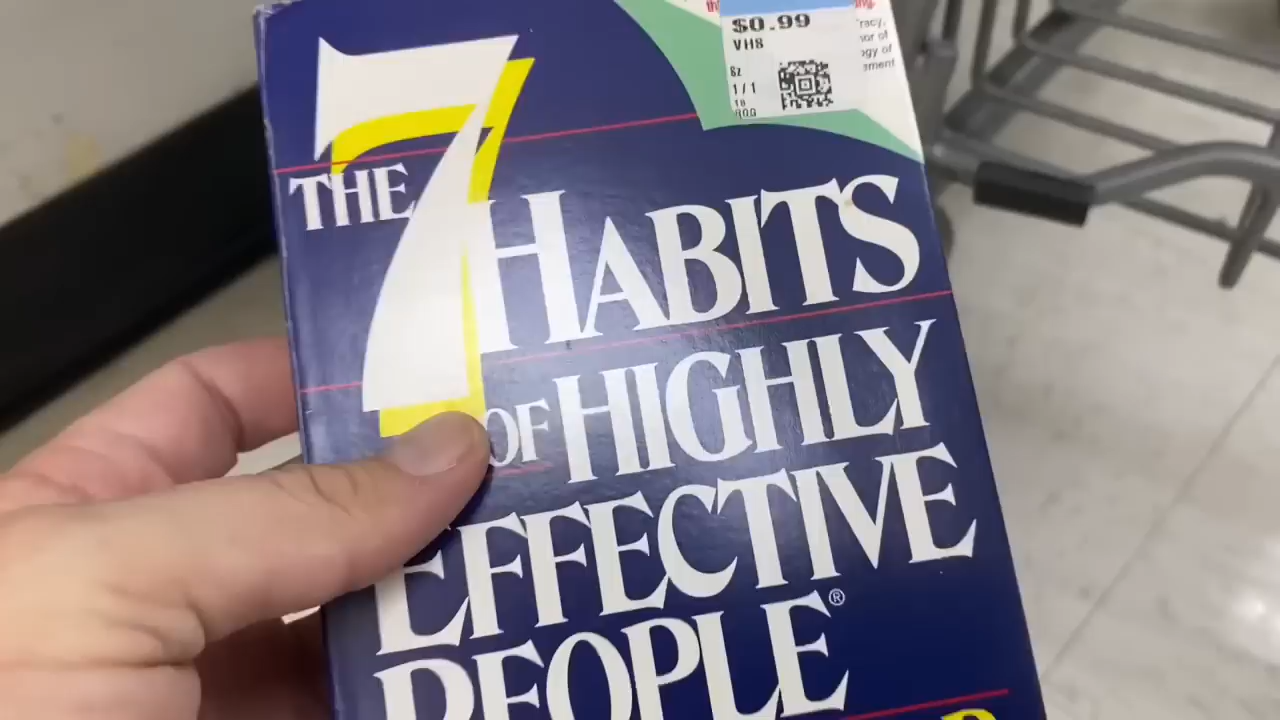 $0.99
VHS
1/1
THE 7 HABITS
OF HIGHLY
EFFECTIVE
PEOPLE®